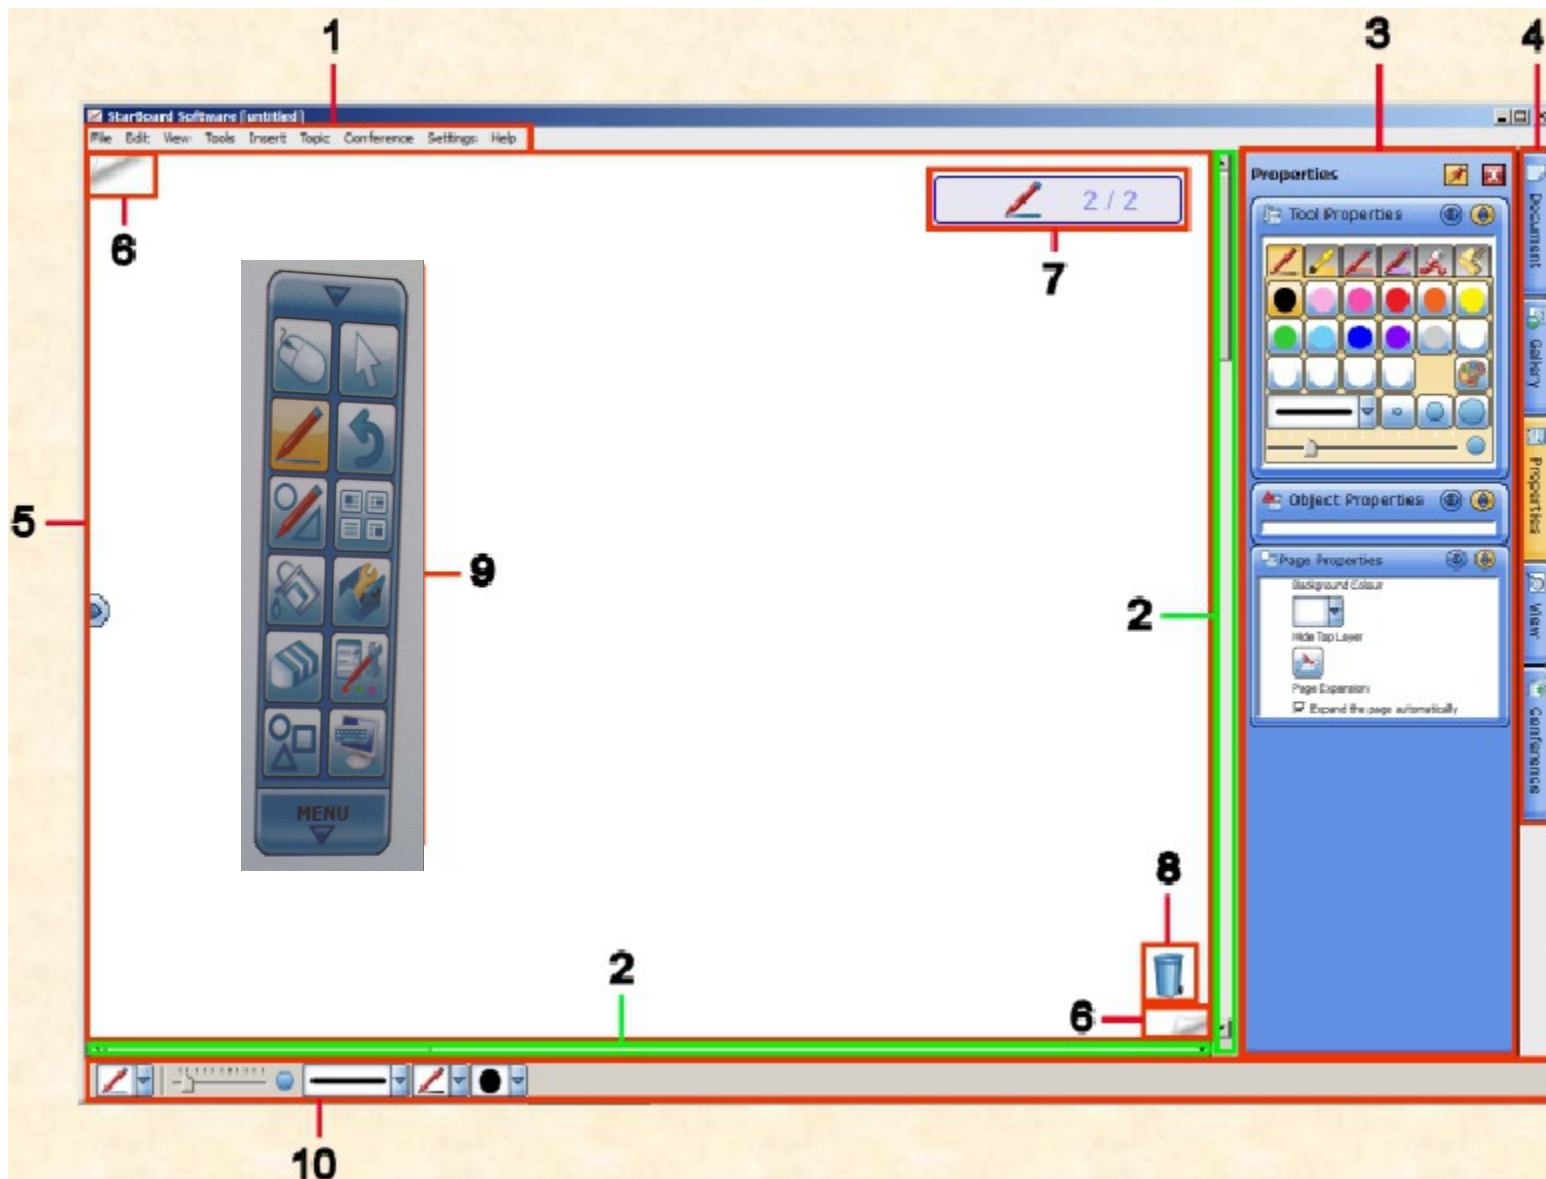 1
3
4
StarBoard Software [untitled]
File Edit View Tools Insert Topic Conference Settings Help
6
2 / 2
7
Properties
Tool Properties
Document
Gallery
Properties
View
Conference
5
9
2
Object Properties
Page Properties
Background Colour
Hide Top Layer
Page Expansion
Expand the page automatically
MENU
8
2
6
10